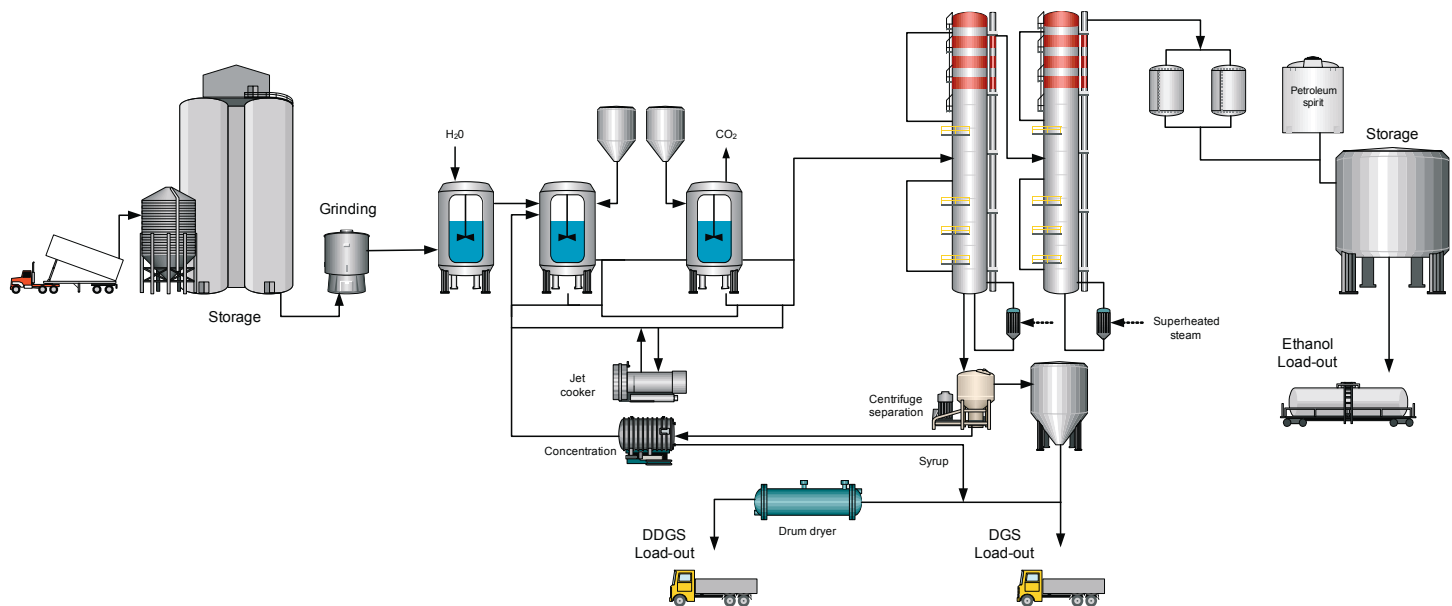 Storage
Grinding
H₂0
CO₂
Petroleum
spirit
Storage
Superheated
steam
Ethanol
Load-out
Jet
cooker
Centrifuge
separation
Concentration
Syrup
Drum dryer
DDGS
Load-out
DGS
Load-out